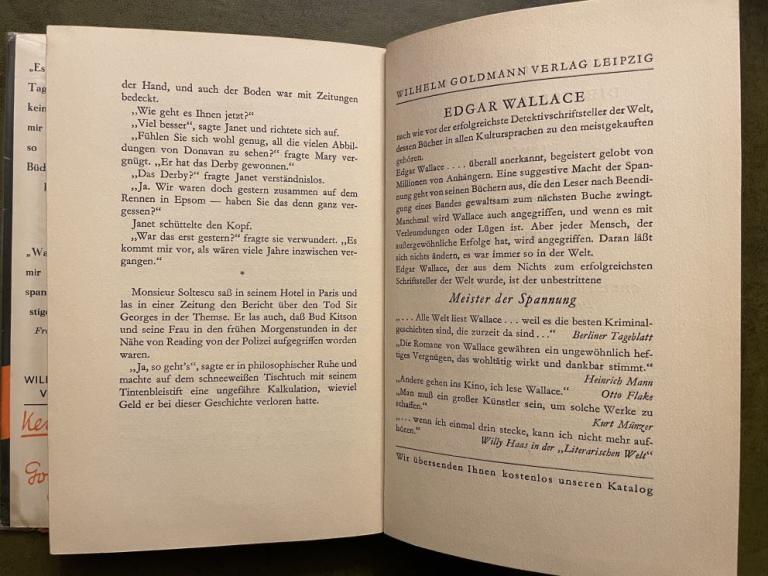 „Es
Tag
kein
mir
so
Büd
„Wa
mir
span
stig
Fr
WIL
V
Ker
Go
der Hand, und auch der Boden war mit Zeitungen
bedeckt.
„Wie geht es Ihnen jetzt?“
„Viel besser“, sagte Janet und richtete sich auf.
„Fühlen Sie sich wohl genug, all die vielen Abbil-
dungen von Donavan zu sehen?“ fragte Mary ver-
gnügt. „Er hat das Derby gewonnen.“
„Das Derby?“ fragte Janet verständnislos.
„Ja. Wir waren doch gestern zusammen auf dem
Rennen in Epsom — haben Sie das denn ganz ver-
gessen?“
Janet schüttelte den Kopf.
„War das erst gestern?“ fragte sie verwundert. „Es
kommt mir vor, als wären viele Jahre inzwischen ver-
gangen.“
*
Monsieur Soltescu saß in seinem Hotel in Paris und
las in einer Zeitung den Bericht über den Tod Sir
Georges in der Themse. Er las auch, daß Bud Kitson
und seine Frau in den frühen Morgenstunden in der
Nähe von Reading von der Polizei aufgegriffen worden
waren.
„Ja, so geht's“, sagte er in philosophischer Ruhe und
machte auf dem schneeweißen Tischtuch mit seinem
Tintenbleistift eine ungefähre Kalkulation, wieviel
Geld er bei dieser Geschichte verloren hatte.
WILHELM GOLDMANN VERLAG LEIPZIG
EDGAR WALLACE
nach wie vor der erfolgreichste Detektivschriftsteller der Welt,
dessen Bücher in allen Kultursprachen zu den meistgekauften
gehören.
Edgar Wallace .... überall anerkannt, begeistert gelobt von
Millionen von Anhängern. Eine suggestive Macht der Span-
nung geht von seinen Büchern aus, die den Leser nach Beendi-
gung eines Bandes gewaltsam zum nächsten Buche zwingt.
Manchmal wird Wallace auch angegriffen, und wenn es mit
Verleumdungen oder Lügen ist. Aber jeder Mensch, der
außergewöhnliche Erfolge hat, wird angegriffen. Daran läßt
sich nichts ändern, es war immer so in der Welt.
Edgar Wallace, der aus dem Nichts zum erfolgreichsten
Schriftsteller der Welt wurde, ist der unbestrittene
Meister der Spannung
„... Alle Welt liest Wallace ... weil es die besten Kriminal-
geschichten sind, die zurzeit da sind...“ Berliner Tageblatt
„Die Romane von Wallace gewähren ein ungewöhnlich hef-
tiges Vergnügen, das wohltätig wirkt und dankbar stimmt.“
Heinrich Mann
„Andere gehen ins Kino, ich lese Wallace.“ Otto Flake
„Man muß ein großer Künstler sein, um solche Werke zu
schaffen.“ Kurt Münzer
„... wenn ich einmal drin stecke, kann ich nicht mehr auf-
hören.“ Willy Haas in der „Literarischen Welt“
Wir übersenden Ihnen kostenlos unseren Katalog